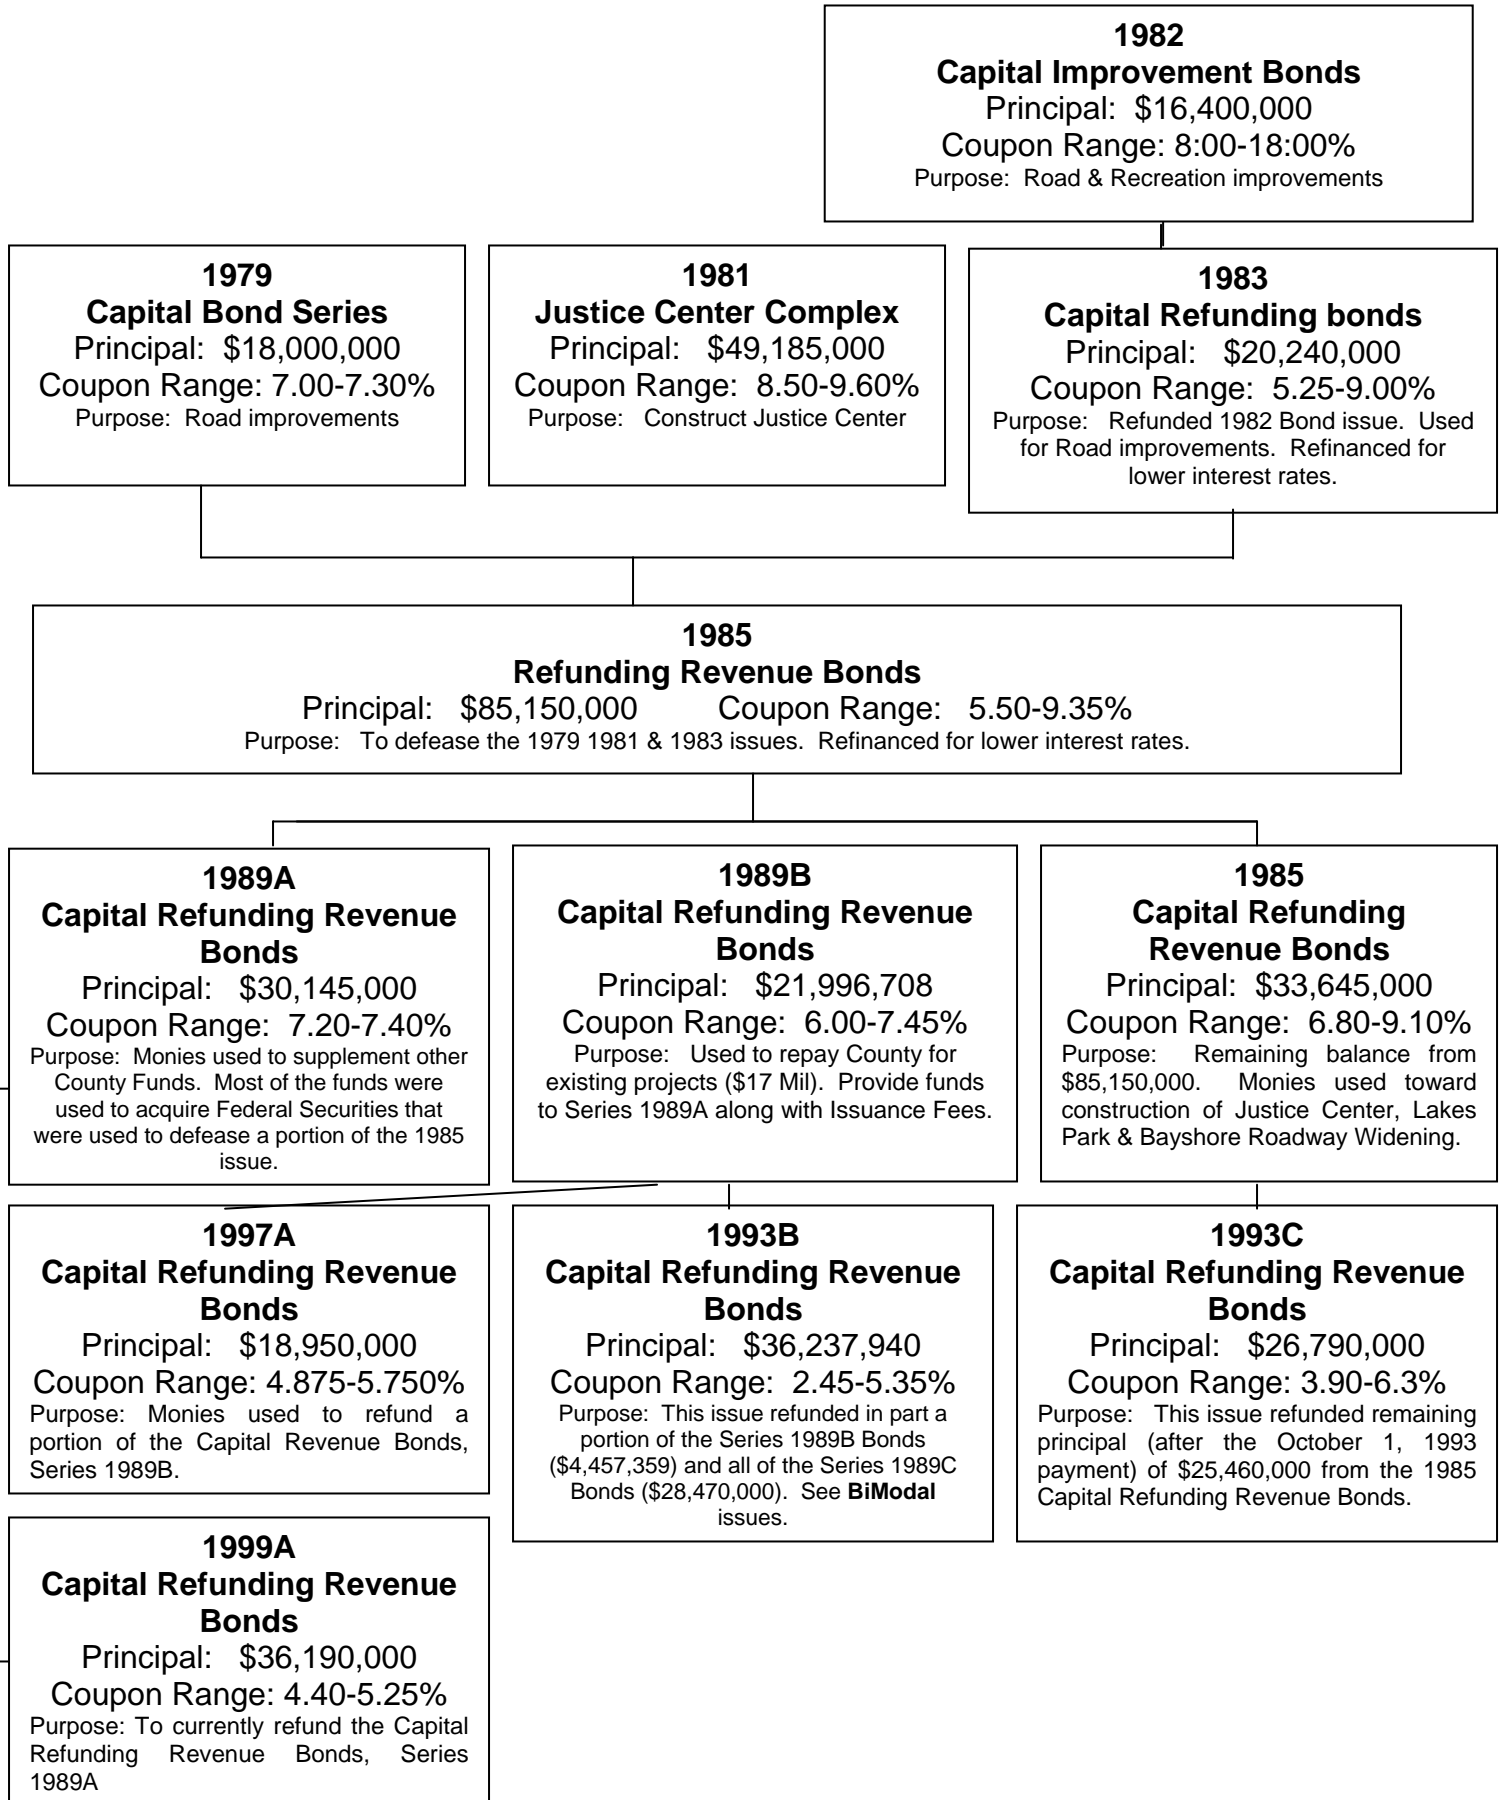 1982
Capital Improvement Bonds
Principal: $16,400,000
Coupon Range: 8:00-18:00%
Purpose: Road & Recreation improvements
1979
Capital Bond Series
Principal: $18,000,000
Coupon Range: 7.00-7.30%
Purpose: Road improvements
1981
Justice Center Complex
Principal: $49,185,000
Coupon Range: 8.50-9.60%
Purpose: Construct Justice Center
1983
Capital Refunding bonds
Principal: $20,240,000
Coupon Range: 5.25-9.00%
Purpose: Refunded 1982 Bond issue. Used
for Road improvements. Refinanced for
lower interest rates.
1985
Refunding Revenue Bonds
Principal: $85,150,000 Coupon Range: 5.50-9.35%
Purpose: To defease the 1979 1981 & 1983 issues. Refinanced for lower interest rates.
1989A
Capital Refunding Revenue
Bonds
Principal: $30,145,000
Coupon Range: 7.20-7.40%
Purpose: Monies used to supplement other
County Funds. Most of the funds were
used to acquire Federal Securities that
were used to defease a portion of the 1985
issue.
1989B
Capital Refunding Revenue
Bonds
Principal: $21,996,708
Coupon Range: 6.00-7.45%
Purpose: Used to repay County for
existing projects ($17 Mil). Provide funds
to Series 1989A along with Issuance Fees.
1985
Capital Refunding
Revenue Bonds
Principal: $33,645,000
Coupon Range: 6.80-9.10%
Purpose: Remaining balance from
$85,150,000. Monies used toward
construction of Justice Center, Lakes
Park & Bayshore Roadway Widening.
1997A
Capital Refunding Revenue
Bonds
Principal: $18,950,000
Coupon Range: 4.875-5.750%
Purpose: Monies used to refund a
portion of the Capital Revenue Bonds,
Series 1989B.
1993B
Capital Refunding Revenue
Bonds
Principal: $36,237,940
Coupon Range: 2.45-5.35%
Purpose: This issue refunded in part a
portion of the Series 1989B Bonds
($4,457,359) and all of the Series 1989C
Bonds ($28,470,000). See BiModal
issues.
1993C
Capital Refunding Revenue
Bonds
Principal: $26,790,000
Coupon Range: 3.90-6.3%
Purpose: This issue refunded remaining
principal (after the October 1, 1993
payment) of $25,460,000 from the 1985
Capital Refunding Revenue Bonds.
1999A
Capital Refunding Revenue
Bonds
Principal: $36,190,000
Coupon Range: 4.40-5.25%
Purpose: To currently refund the Capital
Refunding Revenue Bonds, Series
1989A